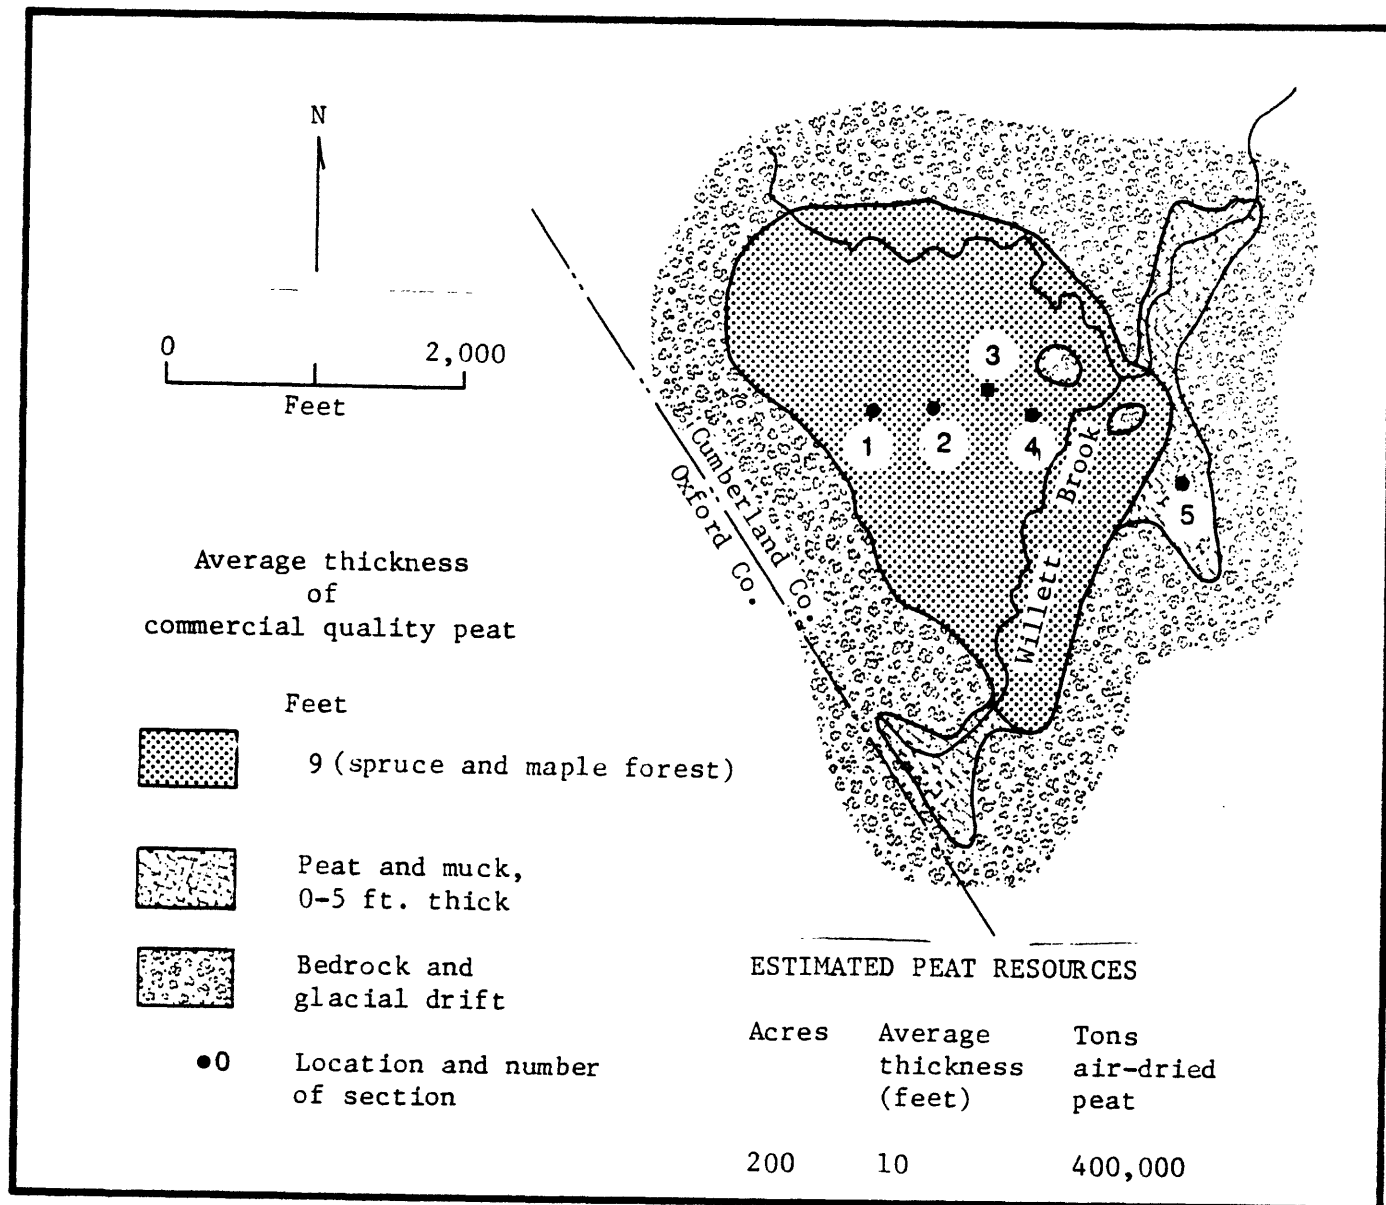 N
0 2,000
Feet
3
1 2 4
5
Cumberland Co.
Oxford Co.
Willett Brook
Average thickness
of
commercial quality peat
Feet
9 (spruce and maple forest)
Peat and muck,
0-5 ft. thick
Bedrock and
glacial drift
0 Location and number
of section
ESTIMATED PEAT RESOURCES
Acres Average Tons
thickness air-dried
(feet) peat
200 10 400,000